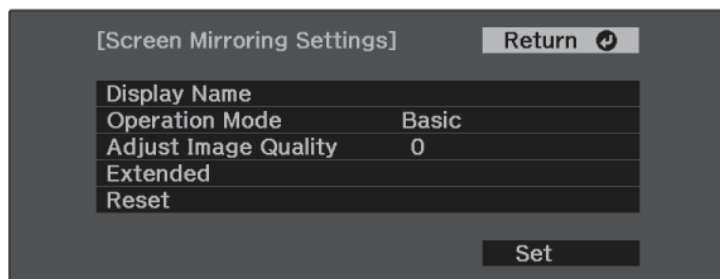 [Screen Mirroring Settings] Return
Display Name
Operation Mode Basic
Adjust Image Quality 0
Extended
Reset
Set